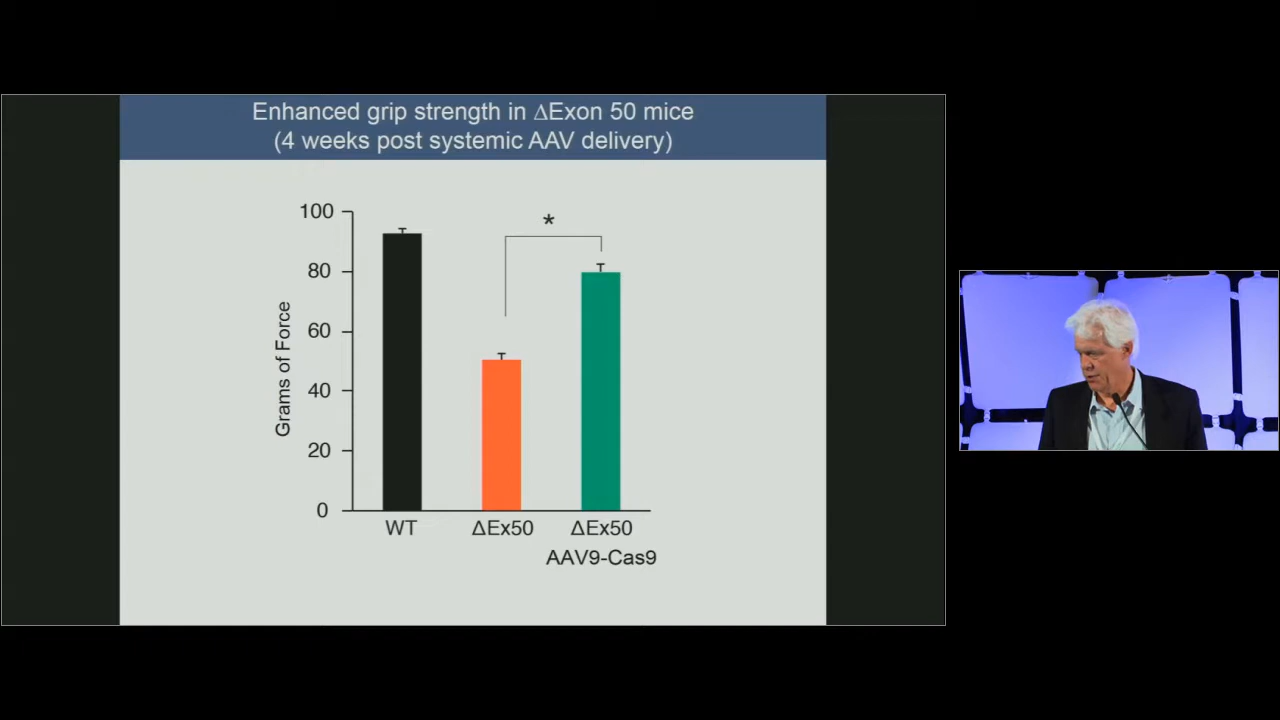 Enhanced grip strength in ΔExon 50 mice
(4 weeks post systemic AAV delivery)
100
80
60
40
20
0
Grams of Force
*
WT
ΔEx50
ΔEx50
AAV9-Cas9